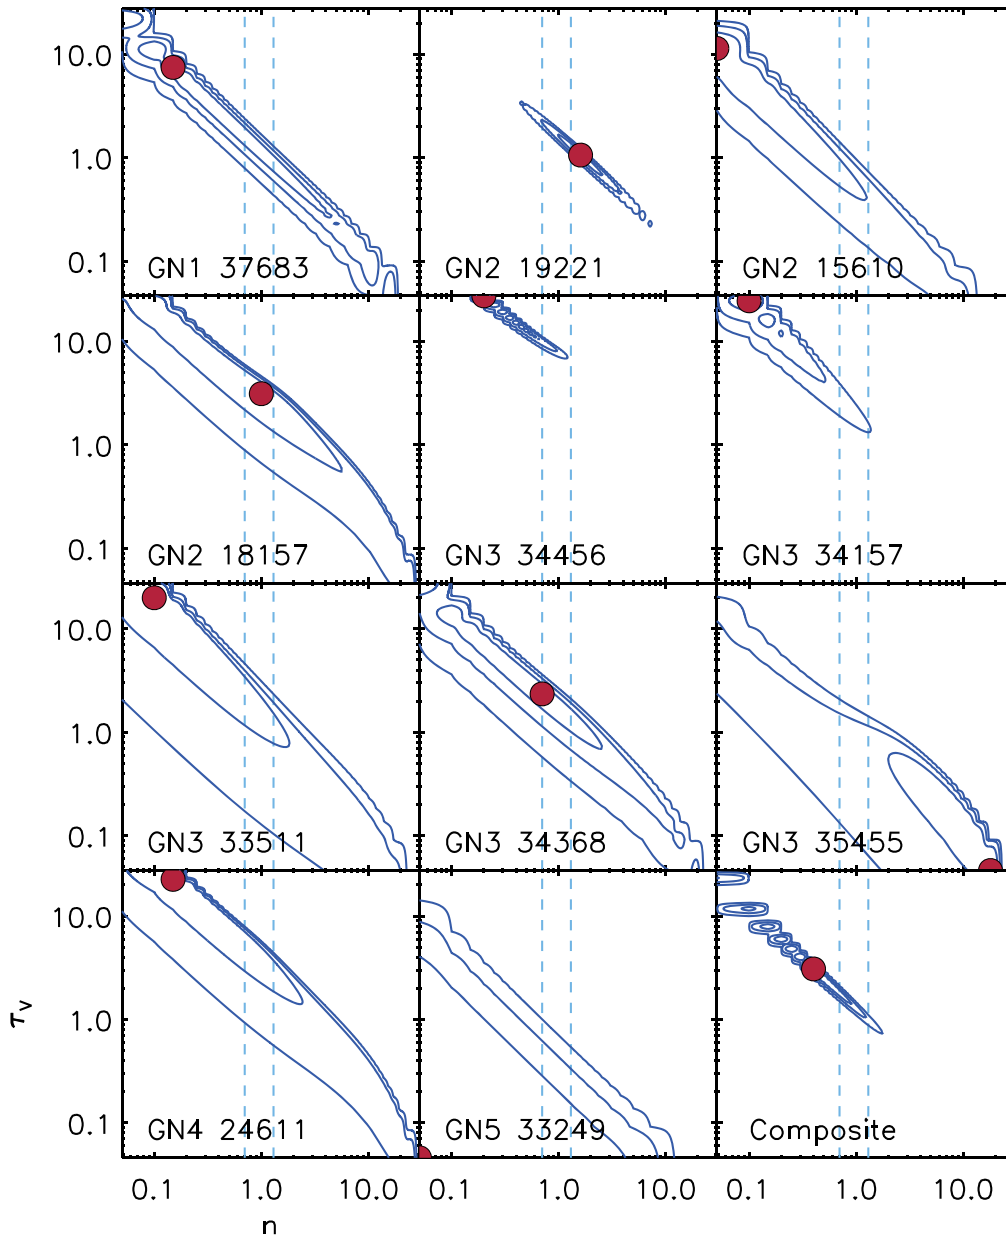 10.0
1.0
0.1
GN1 37683
GN2 19221
GN2 15610
10.0
1.0
0.1
GN2 18157
GN3 34456
GN3 34157
10.0
1.0
0.1
GN3 33511
GN3 34368
GN3 35455
10.0
1.0
0.1
τV
GN4 24611
GN5 33249
Composite
0.1 1.0 10.0
0.1 1.0 10.0
0.1 1.0 10.0
n